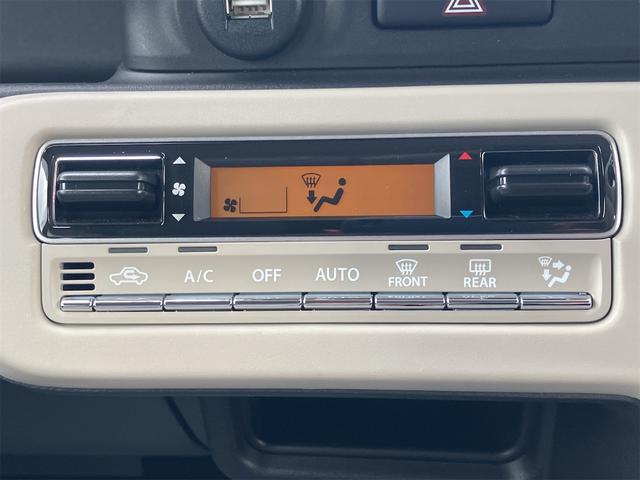 A/C OFF AUTO FRONT REAR